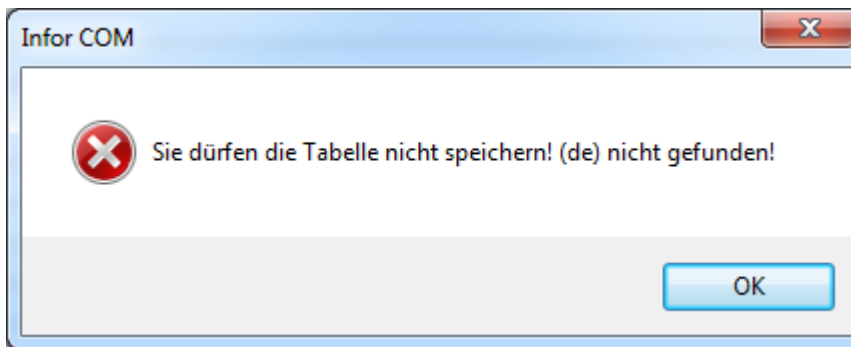 Infor COM
Sie dürfen die Tabelle nicht speichern! (de) nicht gefunden!
OK